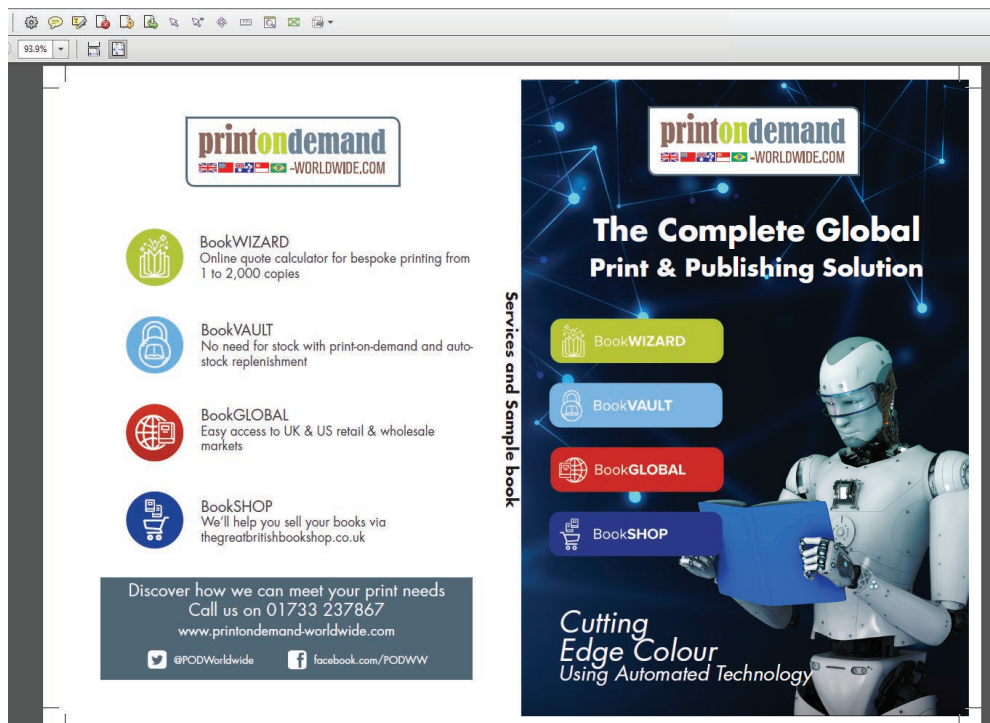 93.9%
printondemand
-WORLDWIDE.COM
BookWIZARD
Online quote calculator for bespoke printing from
1 to 2,000 copies
BookVAULT
No need for stock with print-on-demand and auto-
stock replenishment
BookGLOBAL
Easy access to UK & US retail & wholesale
markets
BookSHOP
We'll help you sell your books via
thegreatbritishbookshop.co.uk
Discover how we can meet your print needs
Call us on 01733 237867
www.printondemand-worldwide.com
@PODWorldwide
facebook.com/PODWW
Services and Sample book
printondemand
-WORLDWIDE.COM
The Complete Global
Print & Publishing Solution
BookWIZARD
BookVAULT
BookGLOBAL
BookSHOP
Cutting
Edge Colour
Using Automated Technology